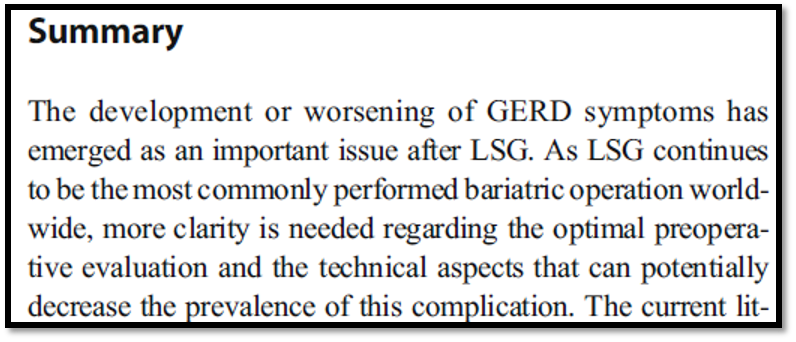 Summary
The development or worsening of GERD symptoms has
emerged as an important issue after LSG. As LSG continues
to be the most commonly performed bariatric operation world-
wide, more clarity is needed regarding the optimal preopera-
tive evaluation and the technical aspects that can potentially
decrease the prevalence of this complication. The current lit-